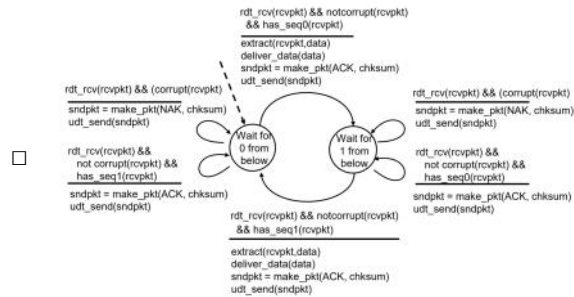 rdt_rcv(rcvpkt) && notcorrupt(rcvpkt)
&& has_seq0(rcvpkt)
extract(rcvpkt,data)
deliver_data(data)
sndpkt = make_pkt(ACK, chksum)
udt_send(sndpkt)
rdt_rcv(rcvpkt) && (corrupt(rcvpkt)
sndpkt = make_pkt(NAK, chksum)
udt_send(sndpkt)
rdt_rcv(rcvpkt) &&
not corrupt(rcvpkt) &&
has_seq1(rcvpkt)
sndpkt = make_pkt(ACK, chksum)
udt_send(sndpkt)
Wait for
0 from
below
Wait for
1 from
below
rdt_rcv(rcvpkt) && (corrupt(rcvpkt)
sndpkt = make_pkt(NAK, chksum)
udt_send(sndpkt)
rdt_rcv(rcvpkt) &&
not corrupt(rcvpkt) &&
has_seq0(rcvpkt)
sndpkt = make_pkt(ACK, chksum)
udt_send(sndpkt)
rdt_rcv(rcvpkt) && notcorrupt(rcvpkt)
&& has_seq1(rcvpkt)
extract(rcvpkt,data)
deliver_data(data)
sndpkt = make_pkt(ACK, chksum)
udt_send(sndpkt)